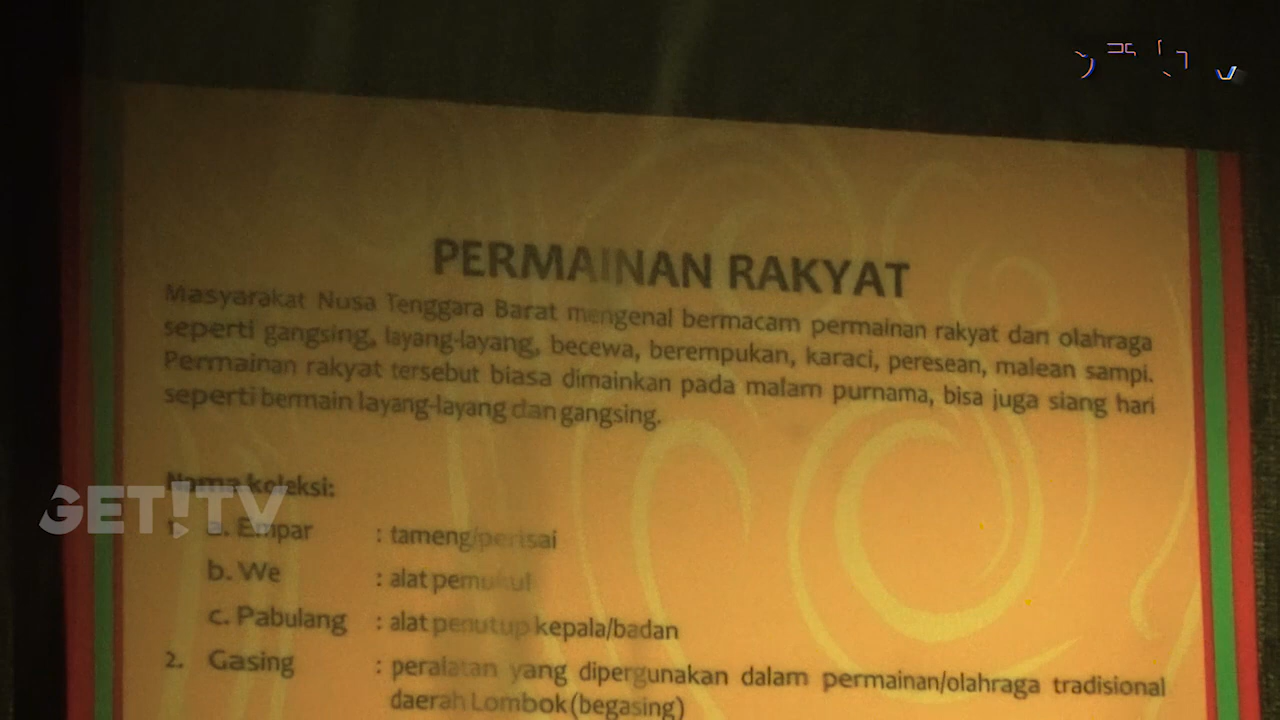 PERMAINAN RAKYAT
Masyarakat Nusa Tenggara Barat mengenal bermacam permainan rakyat dan olahraga
seperti gangsing, layang-layang, becewa, berempukan, karaci, peresean, malean sampi.
Permainan rakyat tersebut biasa dimainkan pada malam purnama, bisa juga siang hari
seperti bermain layang-layang dan gangsing.
Nama koleksi:
GET!TV
1. a. Empar : tameng/perisai
b. We : alat pemukul
c. Pabulang : alat penutup kepala/badan
2. Gasing : peralatan yang dipergunakan dalam permainan/olahraga tradisional
daerah Lombok (begasing)